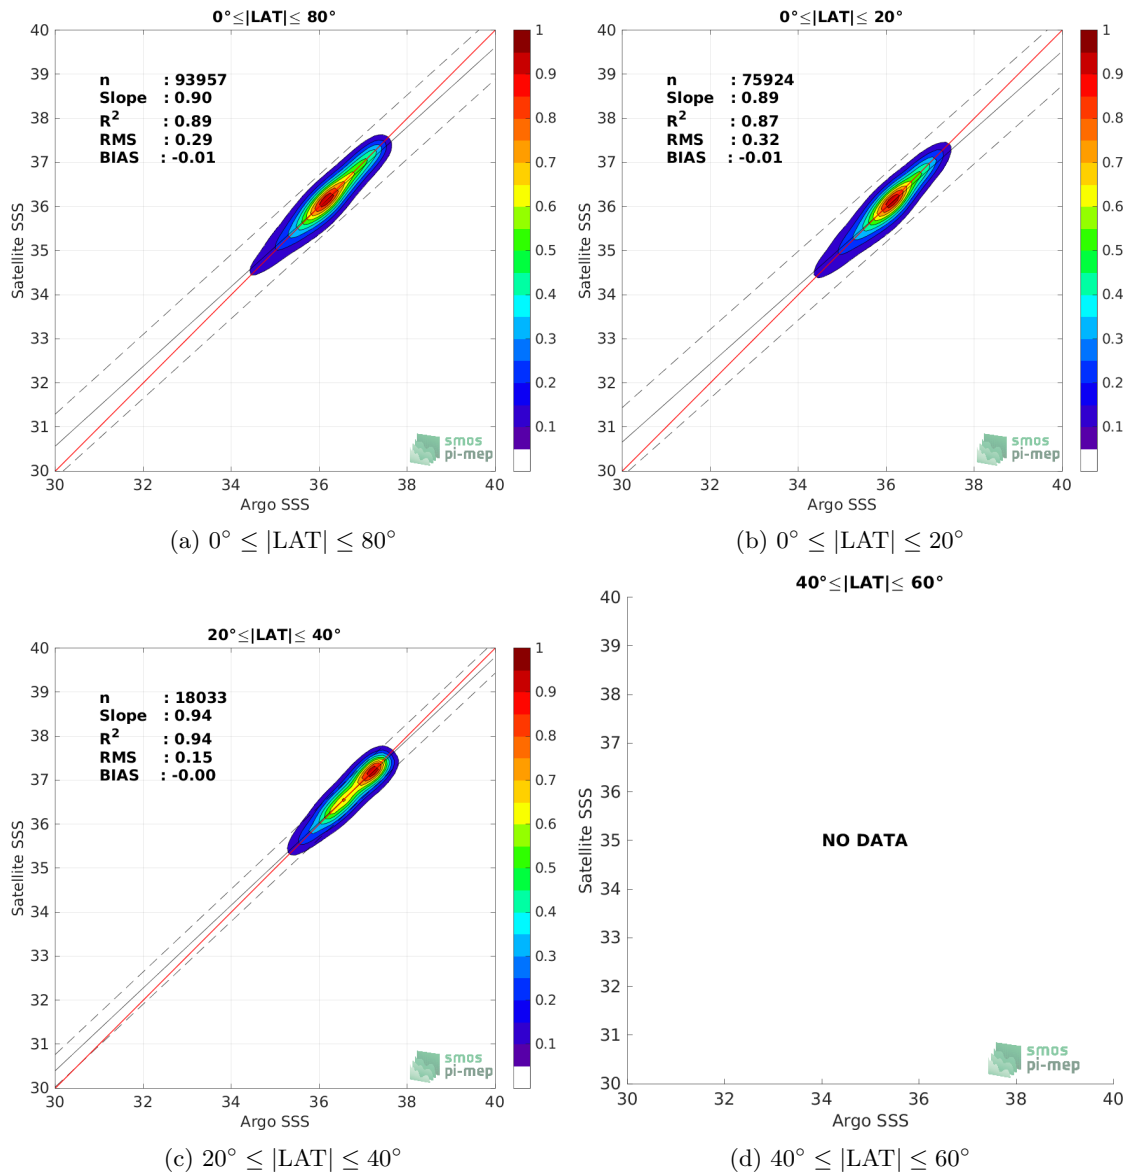 0°≤|LAT|≤ 80°
40
39
38
37
36
35
34
33
32
31
30
Satellite SSS
n : 93957
Slope : 0.90
R2 : 0.89
RMS : 0.29
BIAS : -0.01
smos
pi-mep
30 32 34 36 38 40
Argo SSS
1
0.9
0.8
0.7
0.6
0.5
0.4
0.3
0.2
0.1
(a) 0° ≤ |LAT| ≤ 80°
0°≤|LAT|≤ 20°
40
39
38
37
36
35
34
33
32
31
30
Satellite SSS
n : 75924
Slope : 0.89
R2 : 0.87
RMS : 0.32
BIAS : -0.01
smos
pi-mep
30 32 34 36 38 40
Argo SSS
1
0.9
0.8
0.7
0.6
0.5
0.4
0.3
0.2
0.1
(b) 0° ≤ |LAT| ≤ 20°
20°≤|LAT|≤ 40°
40
39
38
37
36
35
34
33
32
31
30
Satellite SSS
n : 18033
Slope : 0.94
R2 : 0.94
RMS : 0.15
BIAS : -0.00
smos
pi-mep
30 32 34 36 38 40
Argo SSS
1
0.9
0.8
0.7
0.6
0.5
0.4
0.3
0.2
0.1
(c) 20° ≤ |LAT| ≤ 40°
40°≤|LAT|≤ 60°
40
39
38
37
36
35
34
33
32
31
30
Satellite SSS
NO DATA
smos
pi-mep
30 32 34 36 38 40
Argo SSS
(d) 40° ≤ |LAT| ≤ 60°